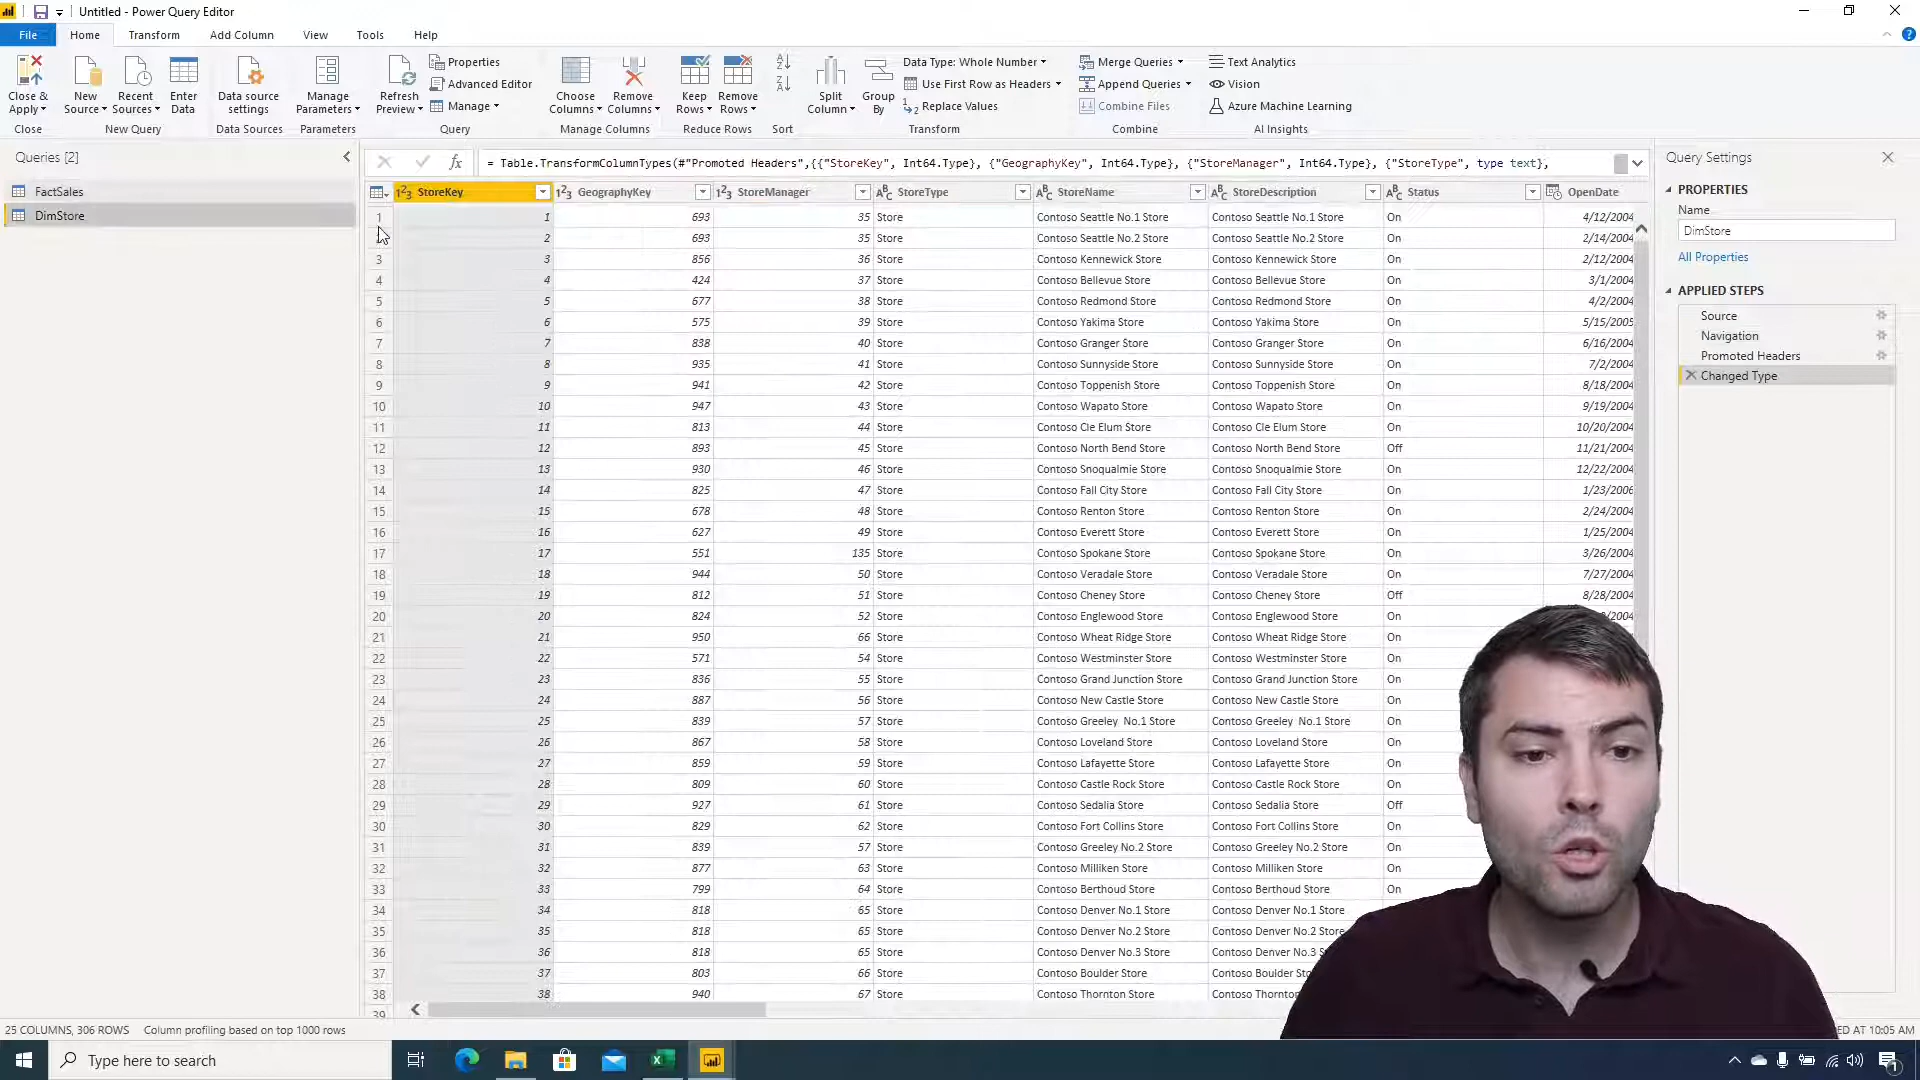 Untitled - Power Query Editor
File Home Transform Add Column View Tools Help
Close & Apply
New Source
Recent Sources
Enter Data
Data source settings
Manage Parameters
Refresh Preview
Properties
Advanced Editor
Manage
Choose Columns
Remove Columns
Keep Rows
Remove Rows
Split Column
Group By
Data Type: Whole Number
Use First Row as Headers
Replace Values
Merge Queries
Append Queries
Combine Files
Text Analytics
Vision
Azure Machine Learning
Close New Query Data Sources Parameters Query Manage Columns Reduce Rows Sort Transform Combine AI Insights
Queries [2]
FactSales
DimStore
= Table.TransformColumnTypes(#"Promoted Headers",{{"StoreKey", Int64.Type}, {"GeographyKey", Int64.Type}, {"StoreManager", Int64.Type}, {"StoreType", type text},
StoreKey GeographyKey StoreManager StoreType StoreName StoreDescription Status OpenDate
1 1 693 35 Store Contoso Seattle No.1 Store Contoso Seattle No.1 Store On 4/12/2004
2 693 35 Store Contoso Seattle No.2 Store Contoso Seattle No.2 Store On 2/14/2004
3 3 856 36 Store Contoso Kennewick Store Contoso Kennewick Store On 2/12/2004
4 4 424 37 Store Contoso Bellevue Store Contoso Bellevue Store On 3/1/2004
5 5 677 38 Store Contoso Redmond Store Contoso Redmond Store On 4/2/2004
6 6 575 39 Store Contoso Yakima Store Contoso Yakima Store On 5/15/2005
7 7 838 40 Store Contoso Granger Store Contoso Granger Store On 6/16/2004
8 8 935 41 Store Contoso Sunnyside Store Contoso Sunnyside Store On 7/2/2004
9 9 941 42 Store Contoso Toppenish Store Contoso Toppenish Store On 8/18/2004
10 10 947 43 Store Contoso Wapato Store Contoso Wapato Store On 9/19/2004
11 11 813 44 Store Contoso Cle Elum Store Contoso Cle Elum Store On 10/20/2004
12 12 893 45 Store Contoso North Bend Store Contoso North Bend Store Off 11/21/2004
13 13 930 46 Store Contoso Snoqualmie Store Contoso Snoqualmie Store On 12/22/2004
14 14 825 47 Store Contoso Fall City Store Contoso Fall City Store On 1/23/2006
15 15 678 48 Store Contoso Renton Store Contoso Renton Store On 2/24/2004
16 16 627 49 Store Contoso Everett Store Contoso Everett Store On 1/25/2004
17 17 551 135 Store Contoso Spokane Store Contoso Spokane Store On 3/26/2004
18 18 944 50 Store Contoso Veradale Store Contoso Veradale Store On 7/27/2004
19 19 812 51 Store Contoso Cheney Store Contoso Cheney Store Off 8/28/2004
20 20 824 52 Store Contoso Englewood Store Contoso Englewood Store On
21 21 950 66 Store Contoso Wheat Ridge Store Contoso Wheat Ridge Store On
22 22 571 54 Store Contoso Westminster Store Contoso Westminster Store On
23 23 836 55 Store Contoso Grand Junction Store Contoso Grand Junction Store On
24 24 887 56 Store Contoso New Castle Store Contoso New Castle Store On
25 25 839 57 Store Contoso Greeley No.1 Store Contoso Greeley No.1 Store On
26 26 867 58 Store Contoso Loveland Store Contoso Loveland Store On
27 27 859 59 Store Contoso Lafayette Store Contoso Lafayette Store On
28 28 809 60 Store Contoso Castle Rock Store Contoso Castle Rock Store On
29 29 927 61 Store Contoso Sedalia Store Contoso Sedalia Store Off
30 30 829 62 Store Contoso Fort Collins Store Contoso Fort Collins Store On
31 31 839 57 Store Contoso Greeley No.2 Store Contoso Greeley No.2 Store On
32 32 877 63 Store Contoso Milliken Store Contoso Milliken Store On
33 33 799 64 Store Contoso Berthoud Store Contoso Berthoud Store On
34 34 818 65 Store Contoso Denver No.1 Store Contoso Denver No.1 Store
35 35 818 65 Store Contoso Denver No.2 Store Contoso Denver No.2
36 36 818 65 Store Contoso Denver No.3 Store Contoso Denver No.3
37 37 803 66 Store Contoso Boulder Store Contoso Boulder
38 38 940 67 Store Contoso Thornton Store Contoso
39
Query Settings
PROPERTIES
Name
DimStore
All Properties
APPLIED STEPS
Source
Navigation
Promoted Headers
Changed Type
25 COLUMNS, 306 ROWS Column profiling based on top 1000 rows
AT 10:05 AM
Type here to search